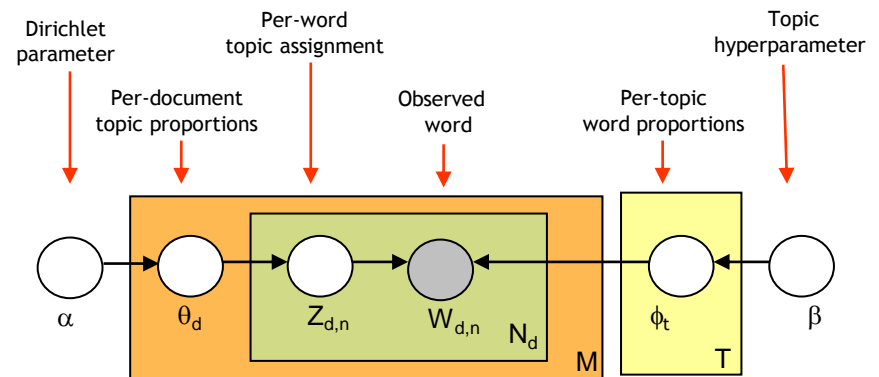 Dirichlet
parameter
Per-word
topic assignment
Topic
hyperparameter
Per-document
topic proportions
Observed
word
Per-topic
word proportions
α
θd
Zd,n
Wd,n
Nd
M
ϕt
T
β